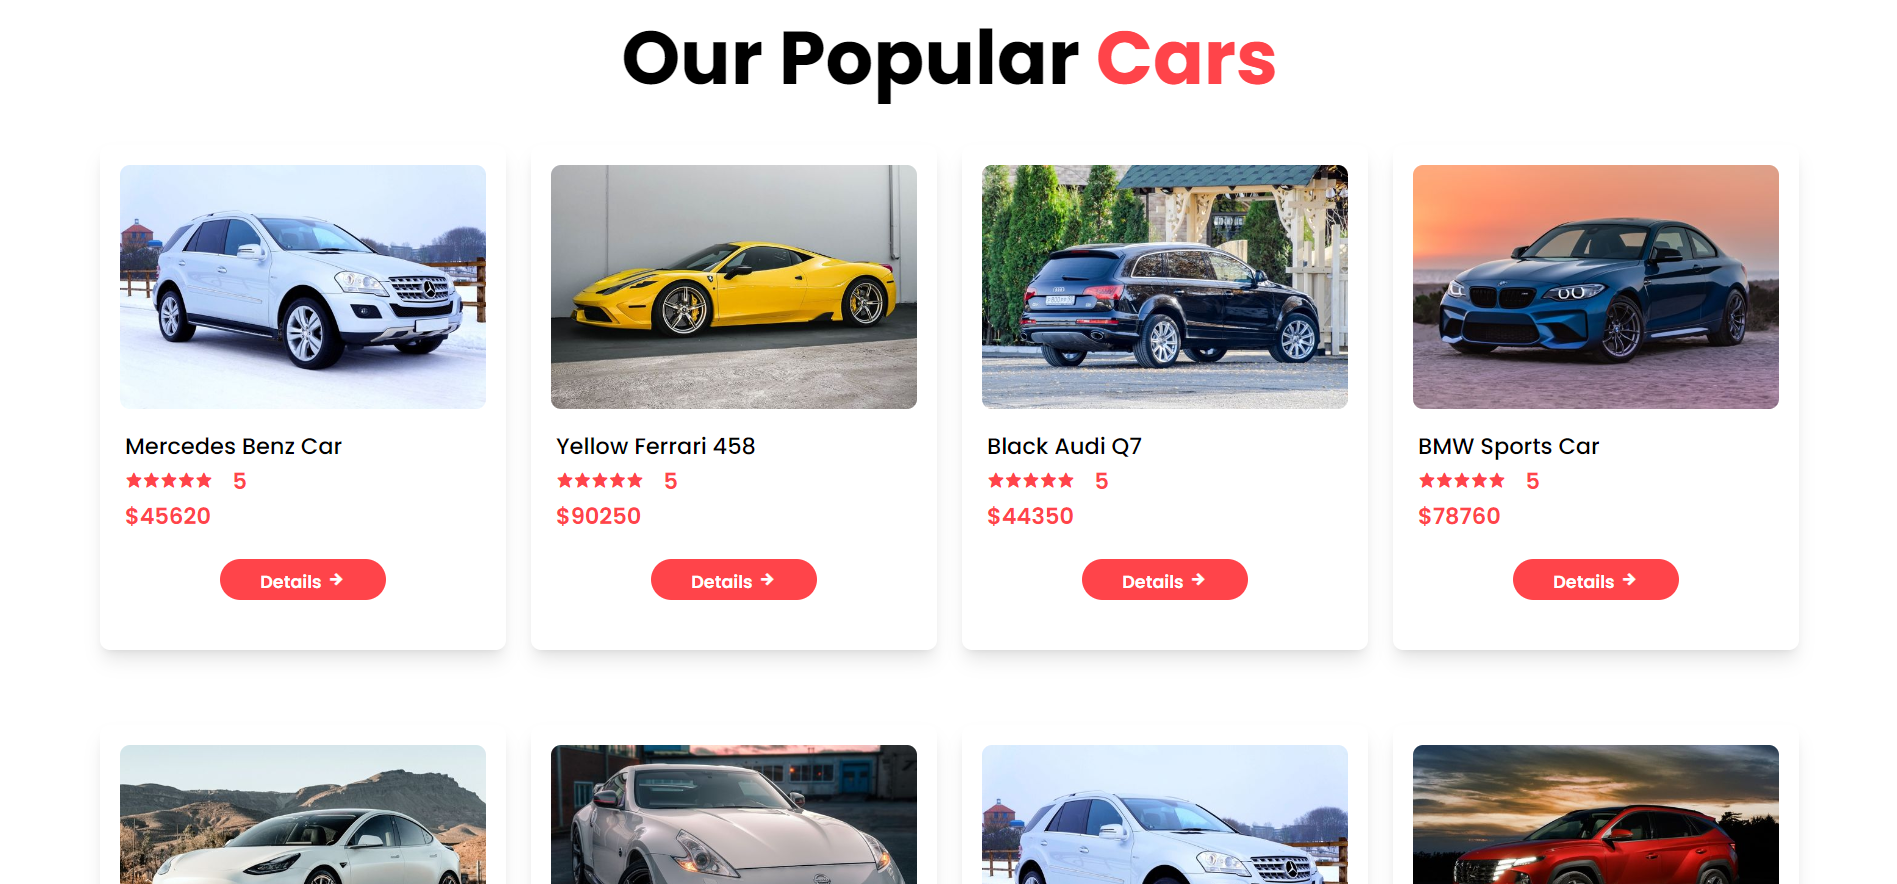 Our Popular Cars
Mercedes Benz Car
5
$45620
Details
Yellow Ferrari 458
5
$90250
Details
Black Audi Q7
5
$44350
Details
BMW Sports Car
5
$78760
Details